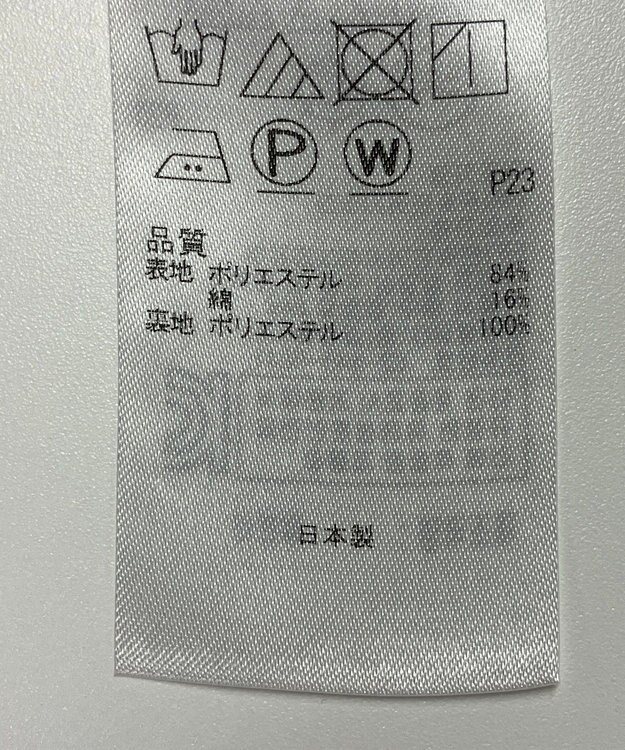 P W
P23
品質
表地 ポリエステル 84%
綿 16%
裏地 ポリエステル 100%
日本製